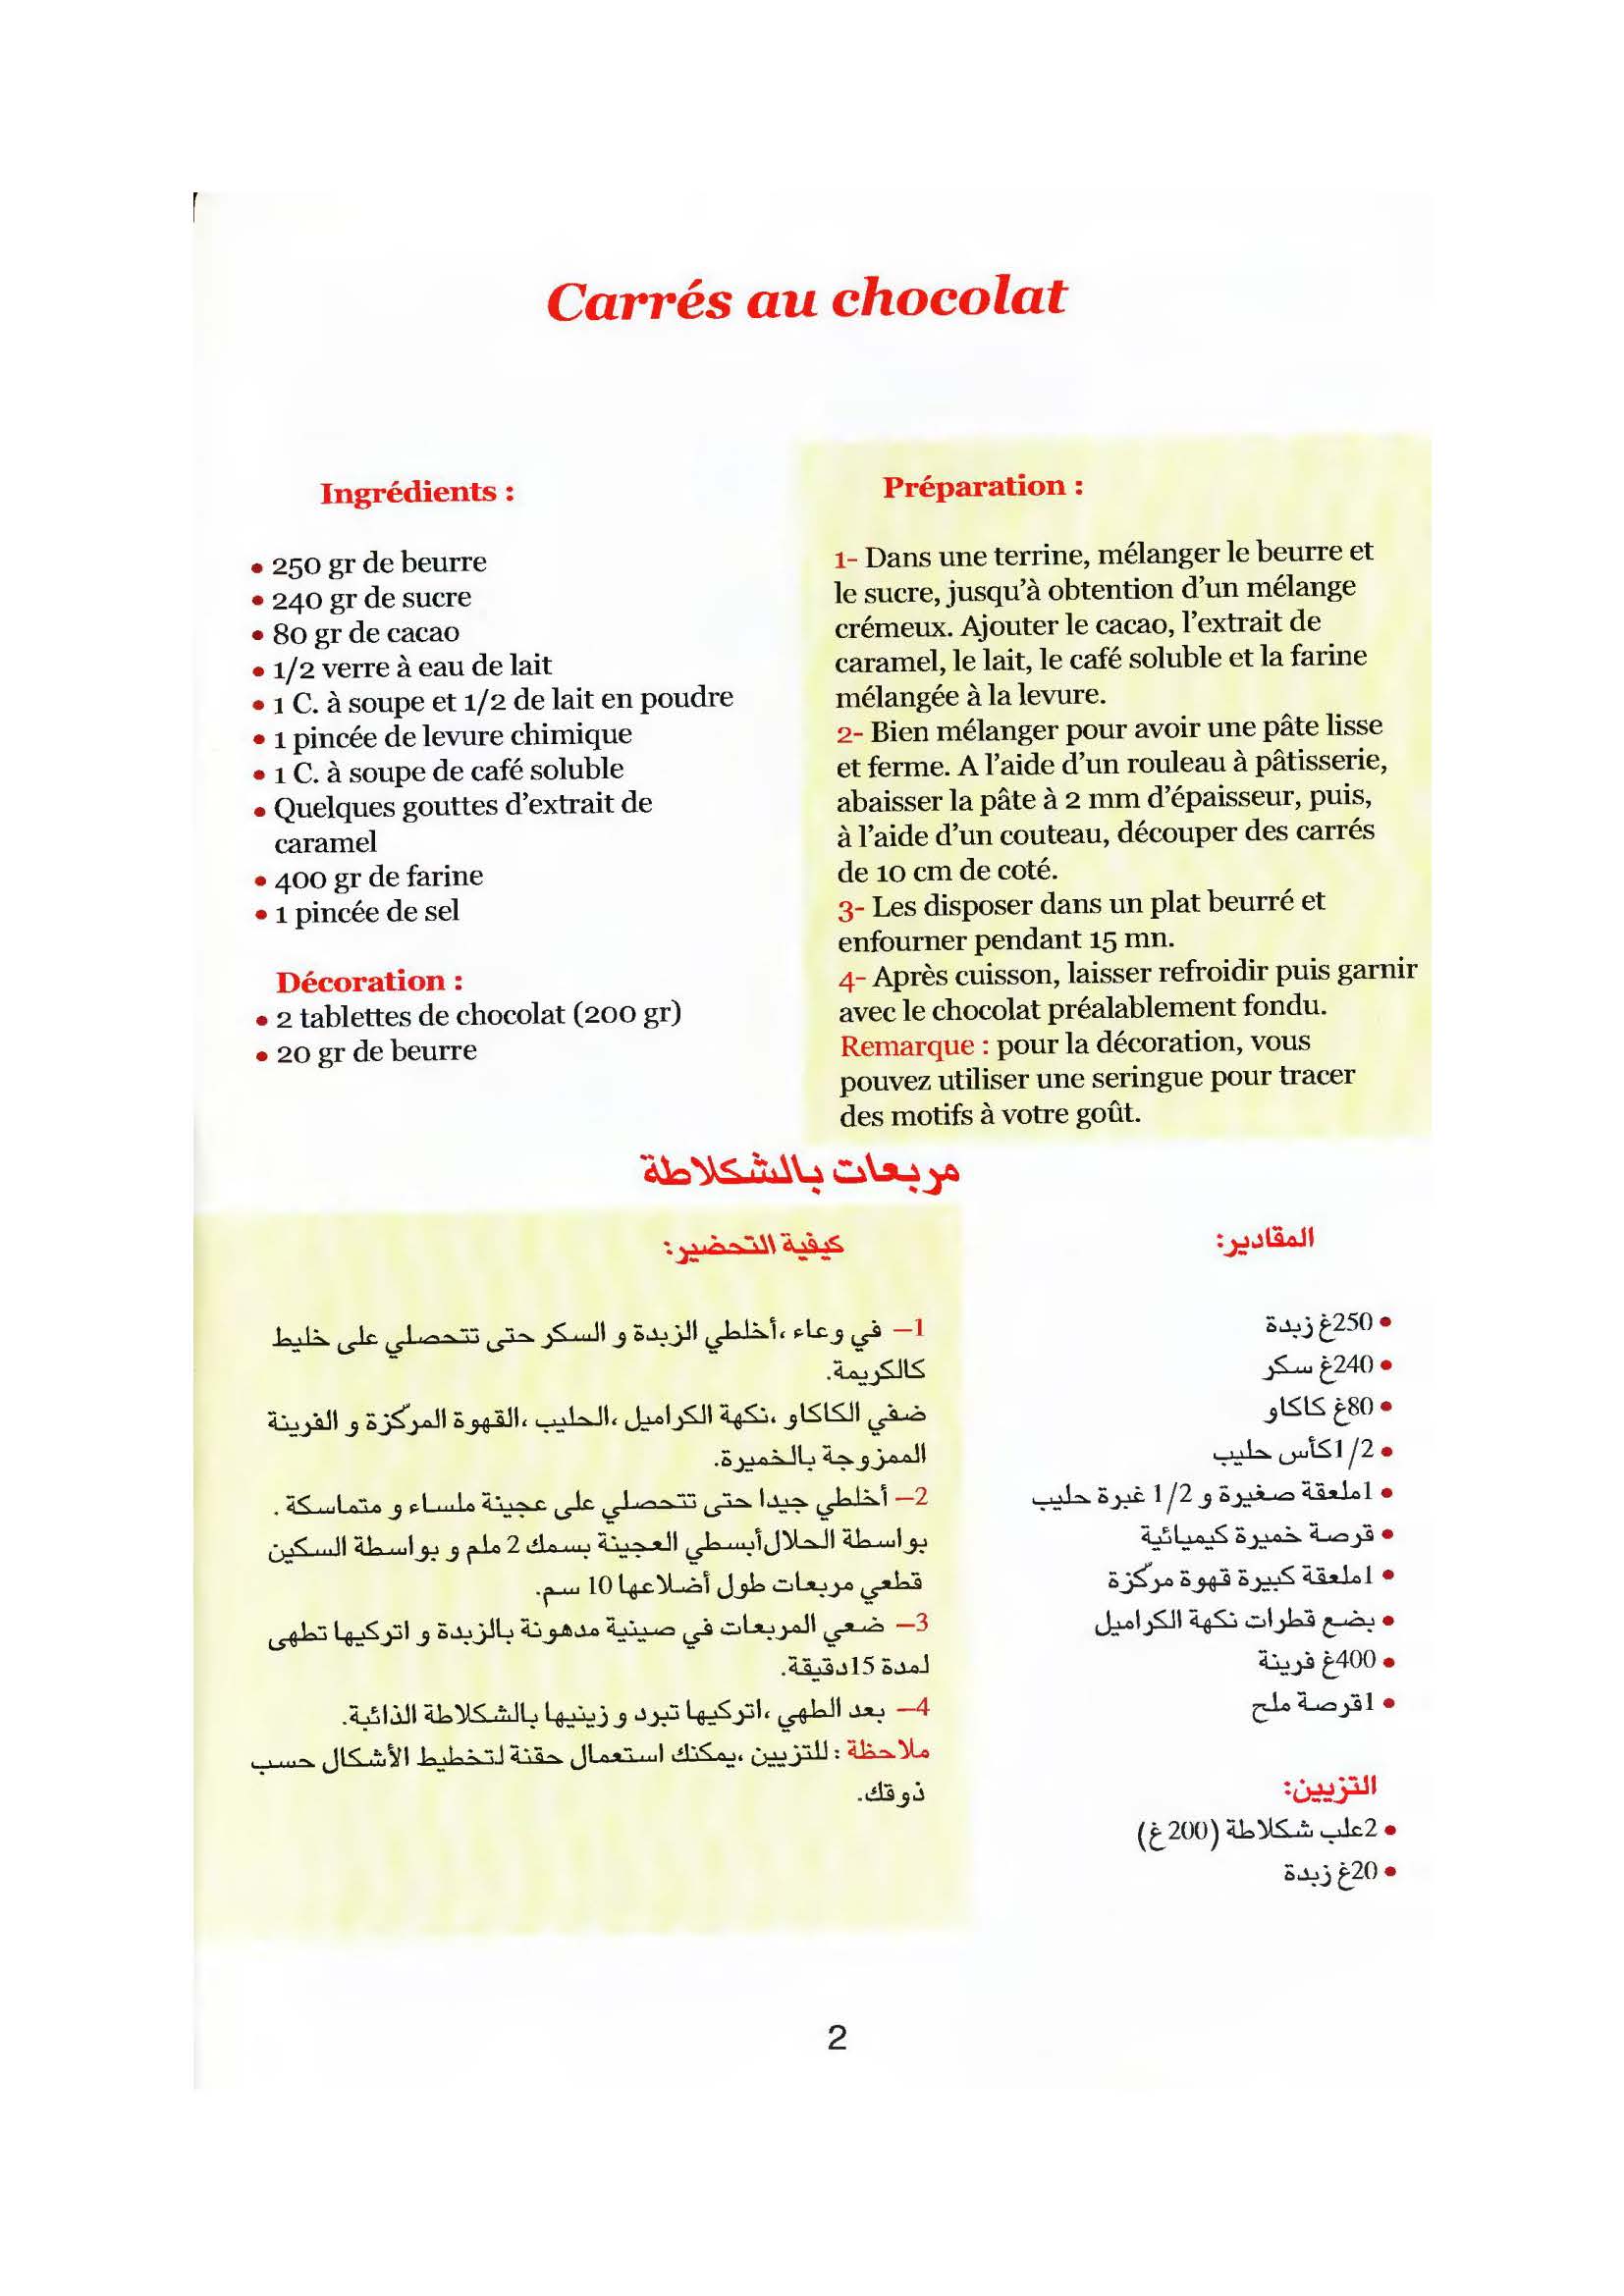 Carrés au chocolat
Ingrédients :
• 250 gr de beurre
• 240 gr de sucre
• 80 gr de cacao
• 1/2 verre à eau de lait
• 1 C. à soupe et 1/2 de lait en poudre
• 1 pincée de levure chimique
• 1 C. à soupe de café soluble
• Quelques gouttes d'extrait de
caramel
• 400 gr de farine
• 1 pincée de sel
Décoration :
• 2 tablettes de chocolat (200 gr)
• 20 gr de beurre
Préparation :
1- Dans une terrine, mélanger le beurre et
le sucre, jusqu'à obtention d'un mélange
crémeux. Ajouter le cacao, l'extrait de
caramel, le lait, le café soluble et la farine
mélangée à la levure.
2- Bien mélanger pour avoir une pâte lisse
et ferme. A l'aide d'un rouleau à pâtisserie,
abaisser la pâte à 2 mm d'épaisseur, puis,
à l'aide d'un couteau, découper des carrés
de 10 cm de coté.
3- Les disposer dans un plat beurré et
enfourner pendant 15 mn.
4- Après cuisson, laisser refroidir puis garnir
avec le chocolat préalablement fondu.
Remarque : pour la décoration, vous
pouvez utiliser une seringue pour tracer
des motifs à votre goût.
مربعات بالشكلاطة
المقادير:
• 250غ زبدة
• 240غ سكر
• 80غ كاكاو
• 1/2كأس حليب
• 1ملعقة صغيرة و 1/2 غبرة حليب
• قرصة خميرة كيميائية
• 1ملعقة كبيرة قهوة مركزة
• بضع قطرات نكهة الكراميل
• 400غ فرينة
• 1قرصة ملح
التزيين:
• 2علب شكلاطة (200 غ)
• 20غ زبدة
كيفية التحضير:
1– في وعاء ،أخلطي الزبدة و السكر حتى تتحصلي على خليط
كالكريمة.
ضفي الكاكاو ،نكهة الكراميل ،الحليب ،القهوة المركزة و الفرينة
الممزوجة بالخميرة.
2– أخلطي جيدا حتى تتحصلي على عجينة ملساء و متماسكة .
بواسطة الحلال أبسطي العجينة بسمك 2 ملم و بواسطة السكين
قطعي مربعات طول أضلاعها 10 سم.
3– ضعي المربعات في صينية مدهونة بالزبدة و اتركيها تطهى
لمدة 15دقيقة.
4– بعد الطهي ،اتركيها تبرد و زينيها بالشكلاطة الذائبة.
ملاحظة : للتزيين ،يمكنك استعمال حقنة لتخطيط الأشكال حسب
ذوقك.
2